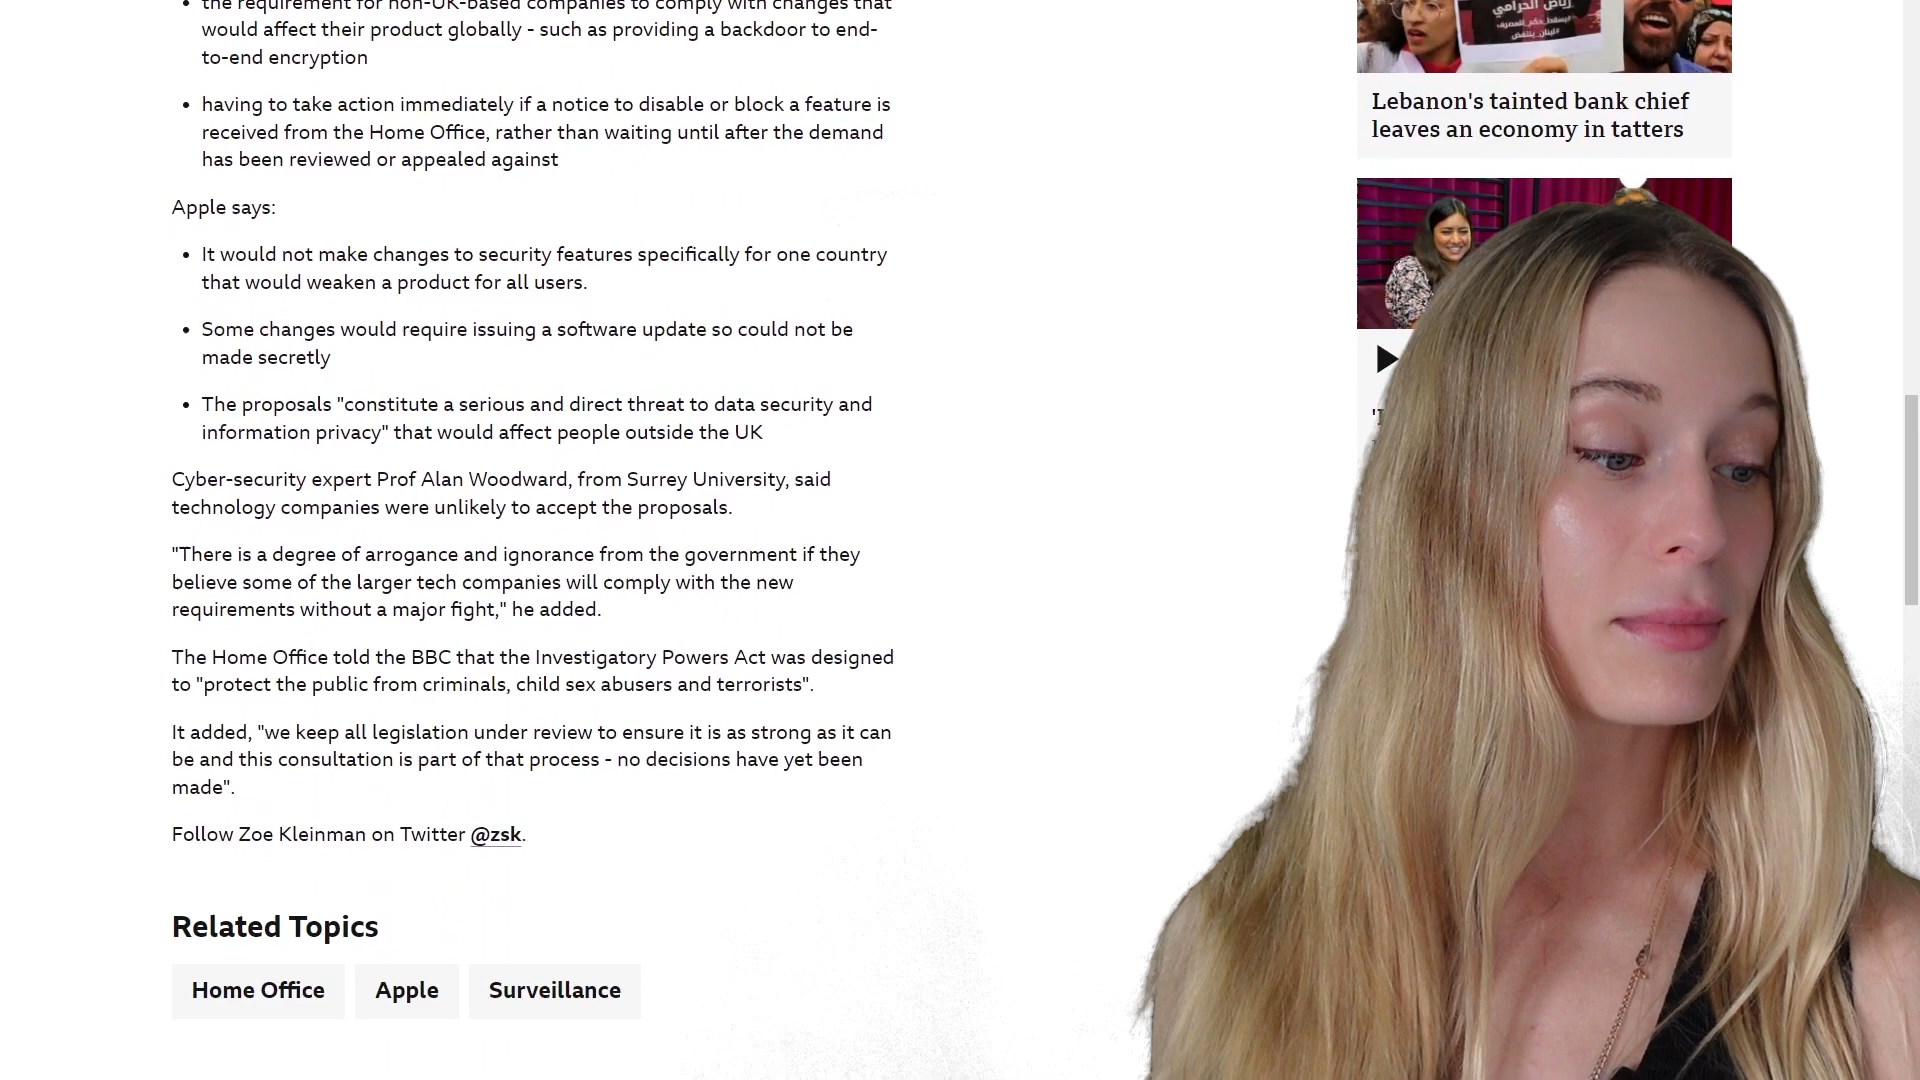 the requirement for non-UK-based companies to comply with changes that
would affect their product globally - such as providing a backdoor to end-
to-end encryption
having to take action immediately if a notice to disable or block a feature is
received from the Home Office, rather than waiting until after the demand
has been reviewed or appealed against
Apple says:
It would not make changes to security features specifically for one country
that would weaken a product for all users.
Some changes would require issuing a software update so could not be
made secretly
The proposals "constitute a serious and direct threat to data security and
information privacy" that would affect people outside the UK
Cyber-security expert Prof Alan Woodward, from Surrey University, said
technology companies were unlikely to accept the proposals.
"There is a degree of arrogance and ignorance from the government if they
believe some of the larger tech companies will comply with the new
requirements without a major fight," he added.
The Home Office told the BBC that the Investigatory Powers Act was designed
to "protect the public from criminals, child sex abusers and terrorists".
It added, "we keep all legislation under review to ensure it is as strong as it can
be and this consultation is part of that process - no decisions have yet been
made".
Follow Zoe Kleinman on Twitter @zsk.
Related Topics
Home Office
Apple
Surveillance
رياض الحرامي
#يسقط_حكم_المصرف
#لبنان_ينتفض
Lebanon's tainted bank chief
leaves an economy in tatters